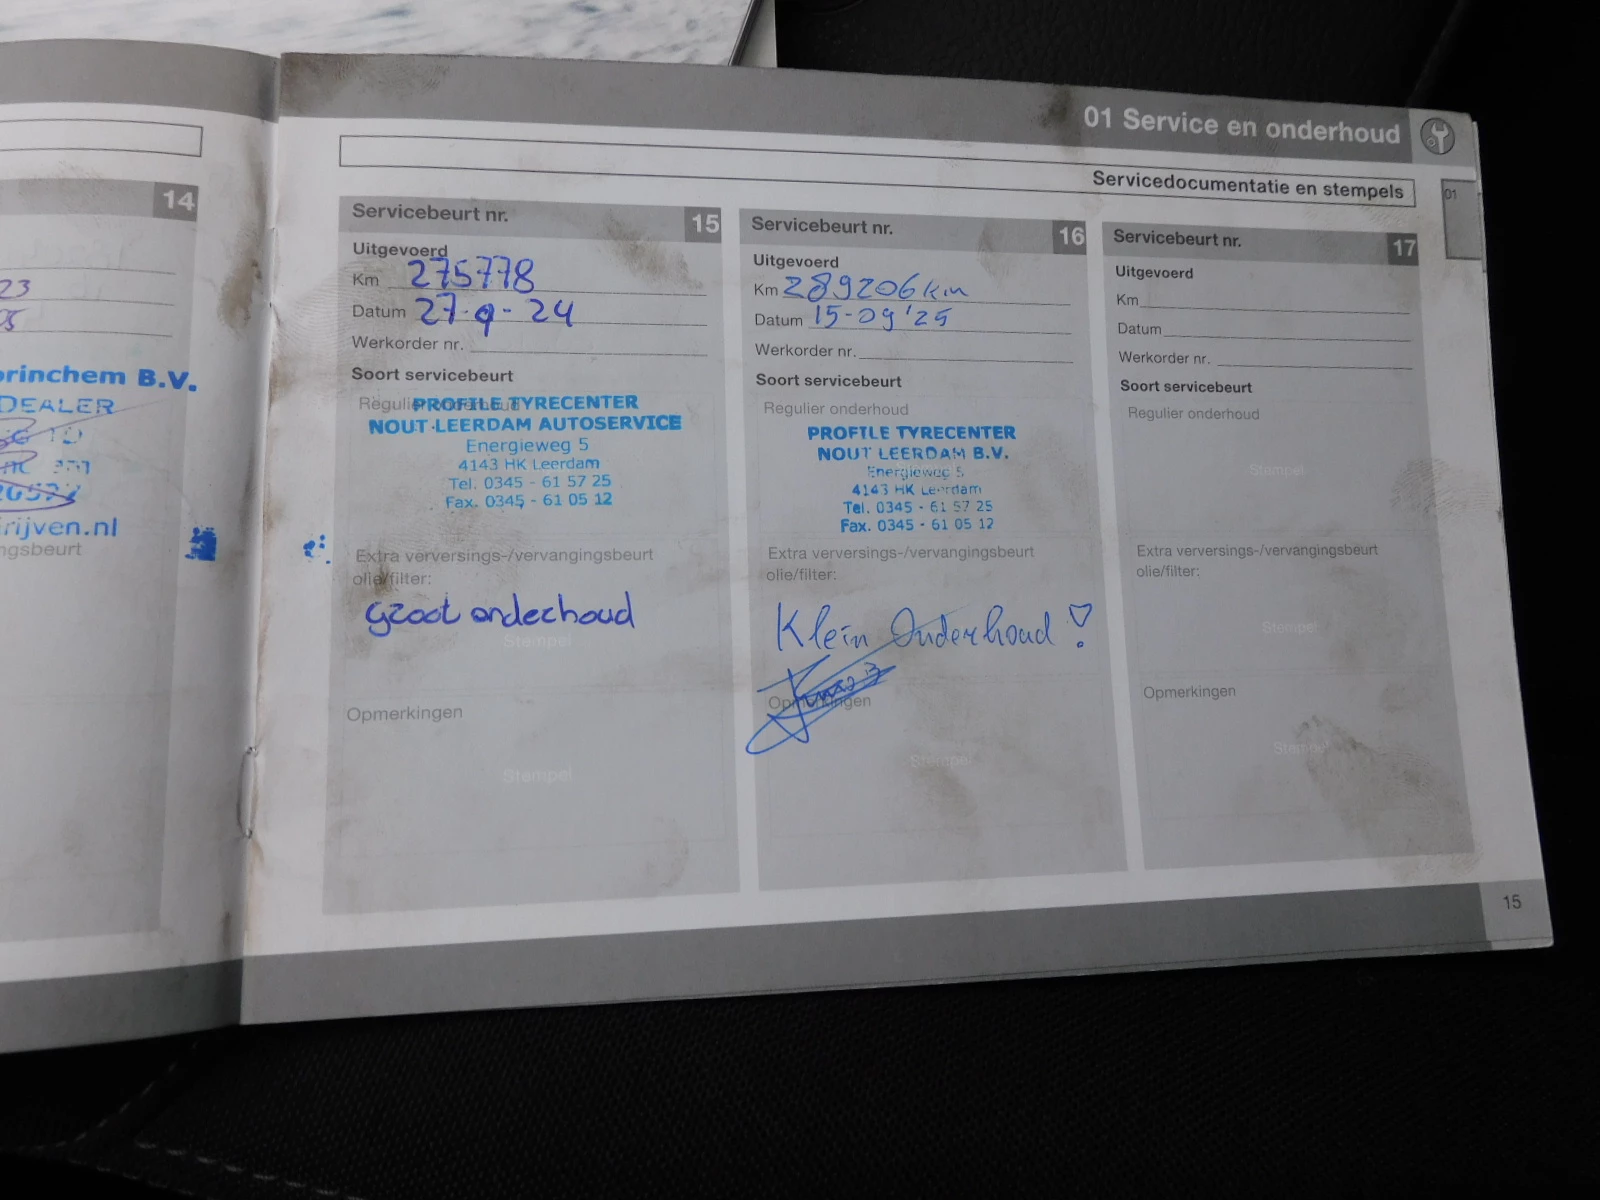 14
23
orinchem B.V.
DEALER
rijven.nl
ngsbeurt
01 Service en onderhoud
01
Servicedocumentatie en stempels
Servicebeurt nr. 15
Uitgevoerd
Km 275778
Datum 27-9-24
Werkorder nr.
Soort servicebeurt
Regulier onderhoud
PROFILE TYRECENTER
NOUT-LEERDAM AUTOSERVICE
Energieweg 5
4143 HK Leerdam
Tel. 0345 - 61 57 25
Fax. 0345 - 61 05 12
Extra verversings-/vervangingsbeurt
olie/filter:
groot onderhoud
Stempel
Opmerkingen
Stempel
Servicebeurt nr. 16
Uitgevoerd
Km 289206 km
Datum 15-09'25
Werkorder nr.
Soort servicebeurt
Regulier onderhoud
PROFILE TYRECENTER
NOUT LEERDAM B.V.
Energieweg 5
4143 HK Leerdam
Tel. 0345 - 61 57 25
Fax. 0345 - 61 05 12
Extra verversings-/vervangingsbeurt
olie/filter:
Klein Onderhoud !
Opmerkingen
Stempel
Servicebeurt nr. 17
Uitgevoerd
Km
Datum
Werkorder nr.
Soort servicebeurt
Regulier onderhoud
Stempel
Extra verversings-/vervangingsbeurt
olie/filter:
Stempel
Opmerkingen
Stempel
15